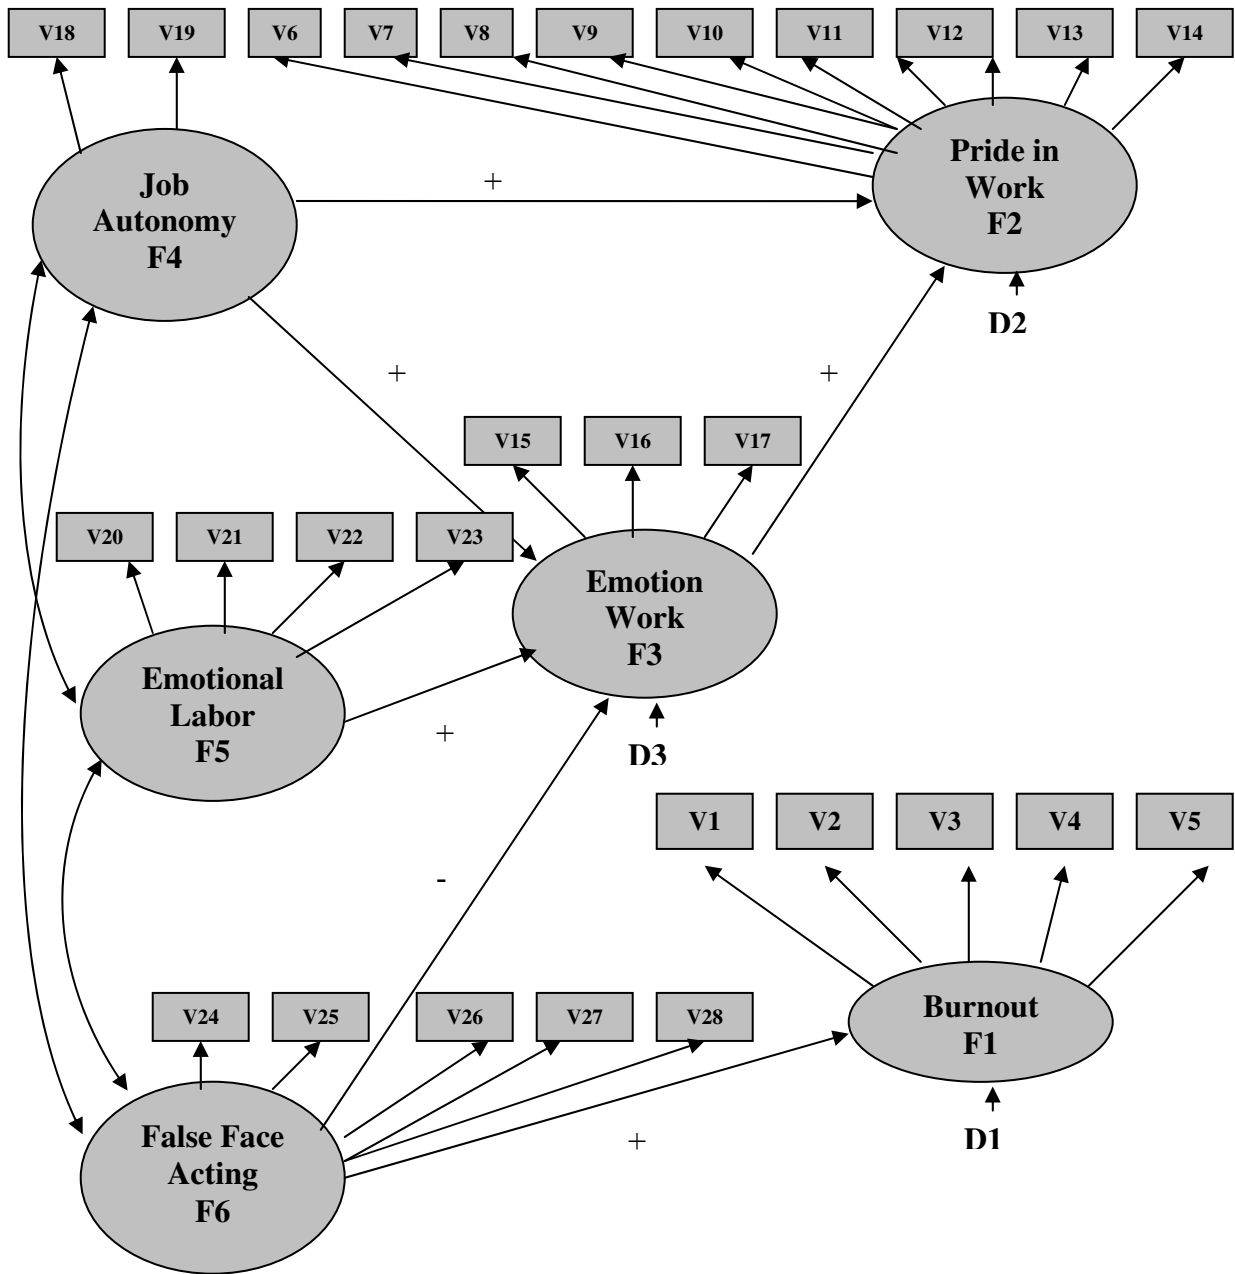 V18 V19 V6 V7 V8 V9 V10 V11 V12 V13 V14
Pride in
Work
F2
Job
Autonomy
F4
+
D2
+
+
V15 V16 V17
V20 V21 V22 V23
Emotion
Work
F3
Emotional
Labor
F5
+
D3
V1 V2 V3 V4 V5
-
Burnout
F1
V24 V25 V26 V27 V28
False Face
Acting
F6
+
D1